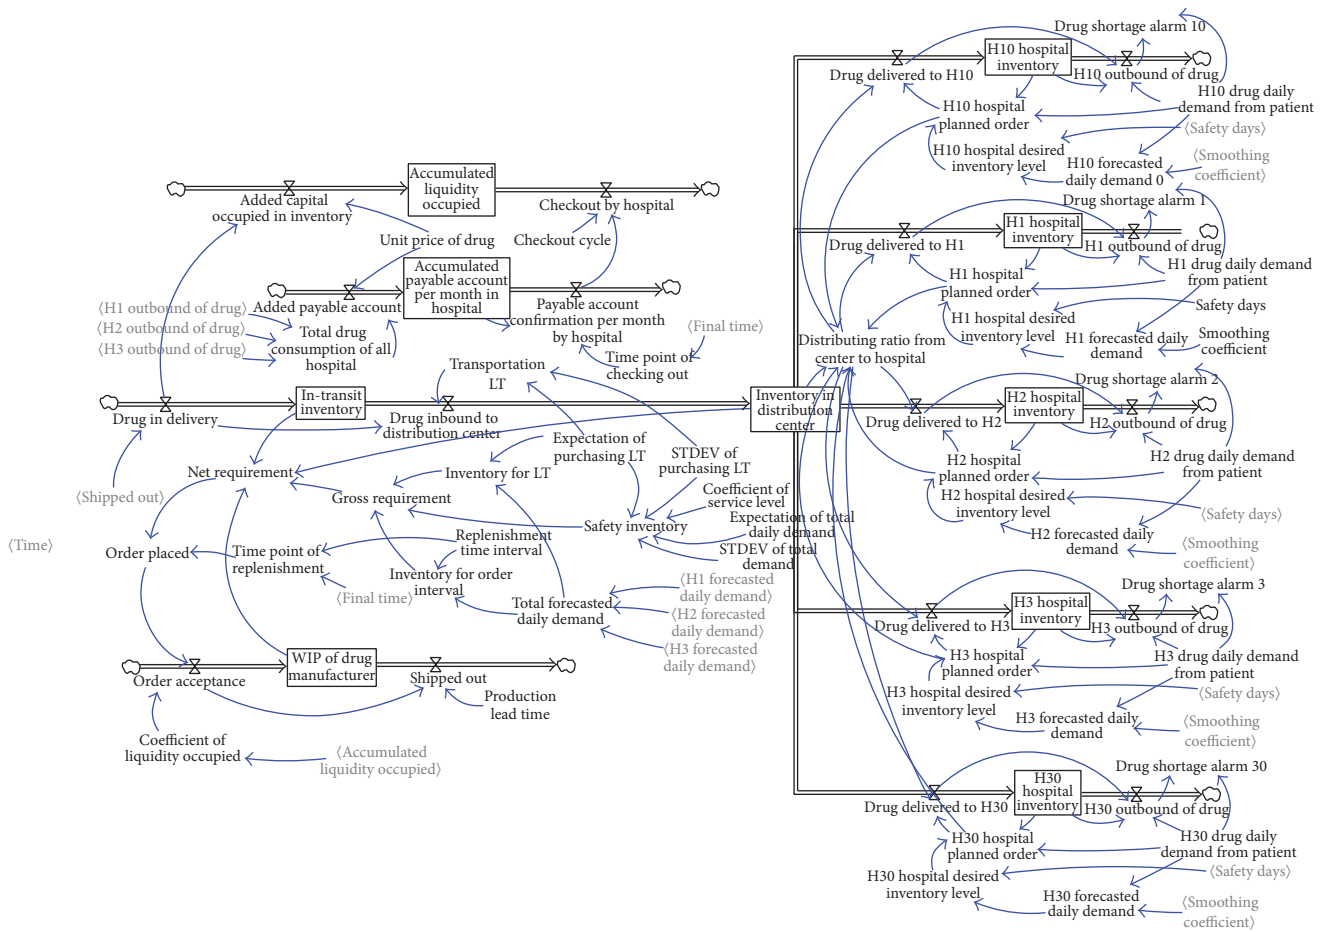 Accumulated
liquidity
occupied
Added capital
occupied in inventory
Checkout by hospital
Unit price of drug
Checkout cycle
Accumulated
payable account
per month in
hospital
Added payable account
Payable account
confirmation per month
by hospital
⟨H1 outbound of drug⟩
⟨H2 outbound of drug⟩
⟨H3 outbound of drug⟩
Total drug
consumption of all
hospital
⟨Final time⟩
Time point of
checking out
Transportation
LT
In-transit
inventory
Drug in delivery
Drug inbound to
distribution center
Inventory in
distribution
center
⟨Shipped out⟩
Net requirement
Gross requirement
Inventory for LT
Expectation of
purchasing LT
STDEV of
purchasing LT
Coefficient of
service level
Safety inventory
Expectation of total
daily demand
STDEV of total
demand
⟨Time⟩
Order placed
Time point of
replenishment
Replenishment
time interval
⟨Final time⟩
Inventory for order
interval
Total forecasted
daily demand
⟨H1 forecasted
daily demand⟩
⟨H2 forecasted
daily demand⟩
⟨H3 forecasted
daily demand⟩
WIP of drug
manufacturer
Order acceptance
Shipped out
Production
lead time
Coefficient of
liquidity occupied
⟨Accumulated
liquidity occupied⟩
Drug shortage alarm 10
H10 hospital
inventory
Drug delivered to H10
H10 outbound of drug
H10 drug daily
demand from patient
H10 hospital
planned order
⟨Safety days⟩
H10 hospital desired
inventory level
H10 forecasted
daily demand 0
⟨Smoothing
coefficient⟩
Drug shortage alarm 1
H1 hospital
inventory
Drug delivered to H1
H1 outbound of drug
H1 drug daily demand
from patient
H1 hospital
planned order
Safety days
H1 hospital desired
inventory level
H1 forecasted daily
demand
Smoothing
coefficient
Distributing ratio from
center to hospital
Drug shortage alarm 2
H2 hospital
inventory
Drug delivered to H2
H2 outbound of drug
H2 drug daily demand
from patient
H2 hospital
planned order
H2 hospital desired
inventory level
⟨Safety days⟩
H2 forecasted daily
demand
⟨Smoothing
coefficient⟩
Drug shortage alarm 3
H3 hospital
inventory
Drug delivered to H3
H3 outbound of drug
H3 drug daily demand
from patient
H3 hospital
planned order
H3 hospital desired
inventory level
⟨Safety days⟩
H3 forecasted daily
demand
⟨Smoothing
coefficient⟩
Drug shortage alarm 30
H30
hospital
inventory
Drug delivered to H30
H30 outbound of drug
H30 drug daily
demand from patient
H30 hospital
planned order
H30 hospital desired
inventory level
⟨Safety days⟩
H30 forecasted
daily demand
⟨Smoothing
coefficient⟩